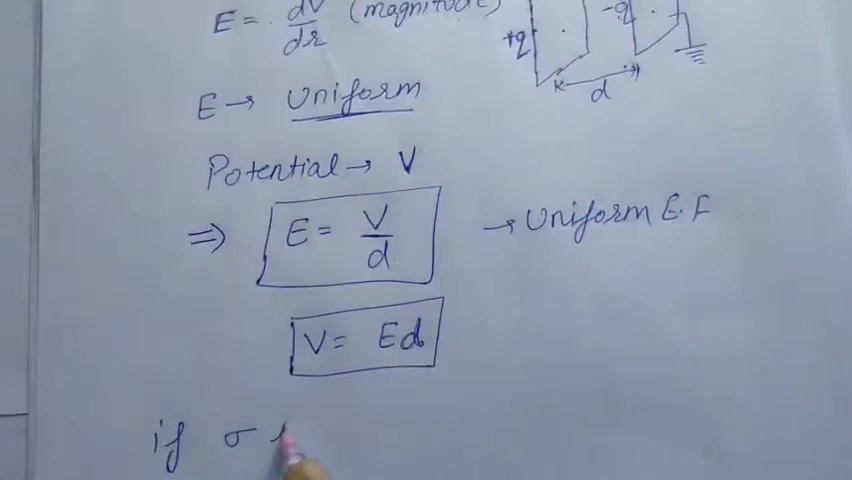 E = dV/dr (magnitude)
+q -q
d
E → Uniform
Potential → V
⇒ E = V/d → Uniform E.F
V = Ed
if σ